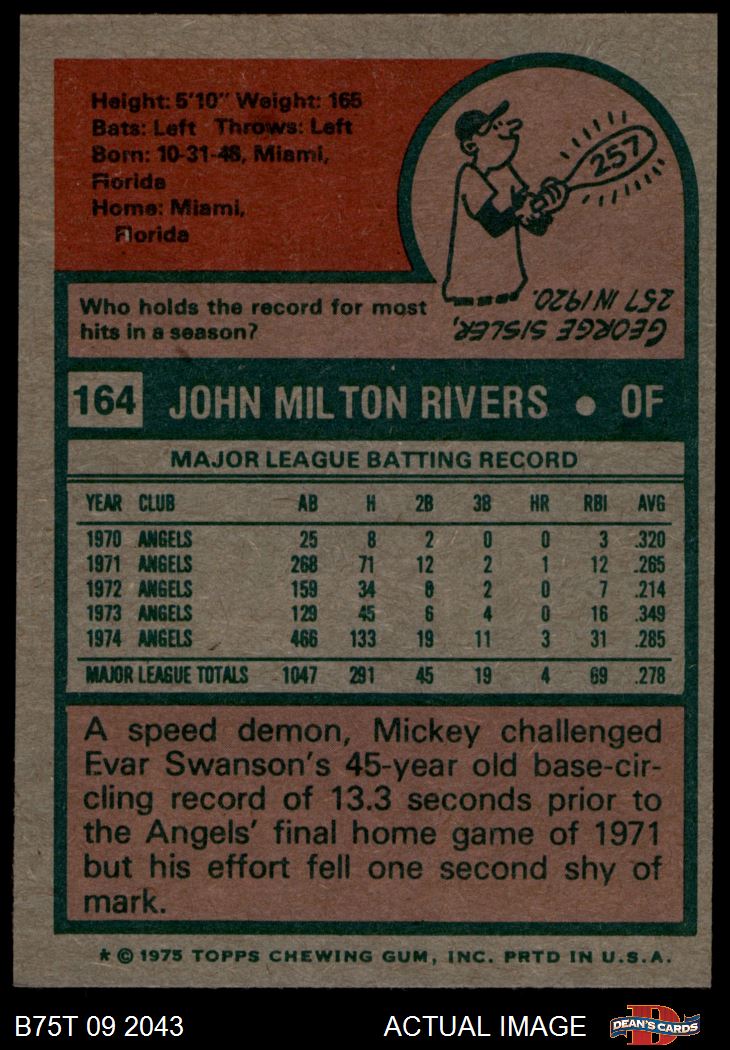 Height: 5'10" Weight: 165
Bats: Left Throws: Left
Born: 10-31-48, Miami,
Florida
Home: Miami,
Florida
257
Who holds the record for most
hits in a season?
GEORGE SISLER,
257 IN 1920.
164 JOHN MILTON RIVERS • OF
MAJOR LEAGUE BATTING RECORD
YEAR CLUB AB H 2B 3B HR RBI AVG
1970 ANGELS 25 8 2 0 0 3 .320
1971 ANGELS 268 71 12 2 1 12 .265
1972 ANGELS 159 34 6 2 0 7 .214
1973 ANGELS 129 45 6 4 0 16 .349
1974 ANGELS 466 133 19 11 3 31 .285
MAJOR LEAGUE TOTALS 1047 291 45 19 4 69 .278
A speed demon, Mickey challenged
Evar Swanson's 45-year old base-cir-
cling record of 13.3 seconds prior to
the Angels' final home game of 1971
but his effort fell one second shy of
mark.
* © 1975 TOPPS CHEWING GUM, INC. PRTD IN U.S.A.
B75T 09 2043 ACTUAL IMAGE DEAN'S CARDS